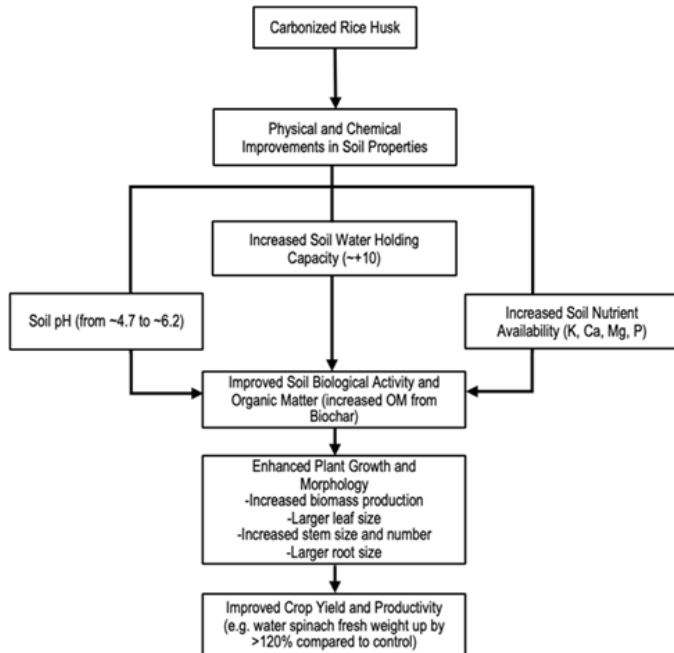 Carbonized Rice Husk
Physical and Chemical
Improvements in Soil Properties
Increased Soil Water Holding
Capacity (~+10)
Soil pH (from ~4.7 to ~6.2)
Increased Soil Nutrient
Availability (K, Ca, Mg, P)
Improved Soil Biological Activity and
Organic Matter (increased OM from
Biochar)
Enhanced Plant Growth and
Morphology
-Increased biomass production
-Larger leaf size
-Increased stem size and number
-Larger root size
Improved Crop Yield and Productivity
(e.g. water spinach fresh weight up by
>120% compared to control)